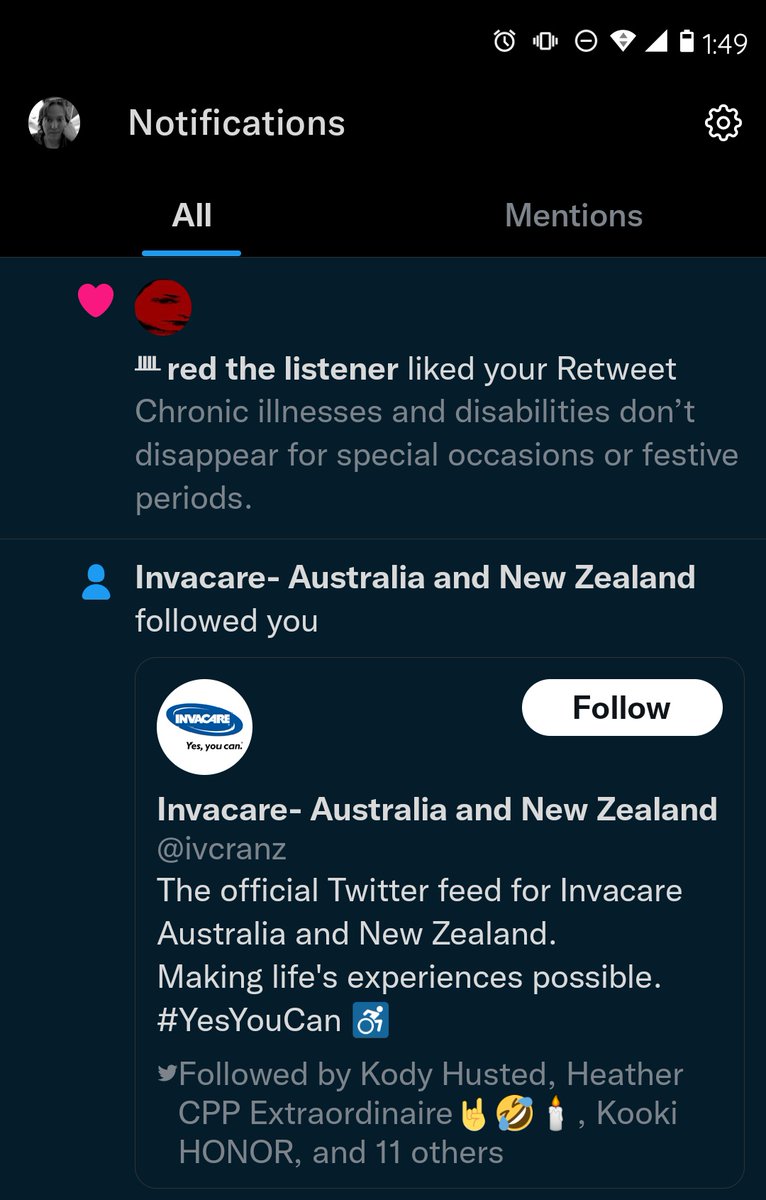 1:49
Notifications
All
Mentions
red the listener liked your Retweet
Chronic illnesses and disabilities don’t
disappear for special occasions or festive
periods.
Invacare- Australia and New Zealand
followed you
INVACARE
Yes, you can.
Follow
Invacare- Australia and New Zealand
@ivcranz
The official Twitter feed for Invacare
Australia and New Zealand.
Making life's experiences possible.
#YesYouCan ♿
Followed by Kody Husted, Heather
CPP Extraordinaire🤘🤣🕯️, Kooki
HONOR, and 11 others